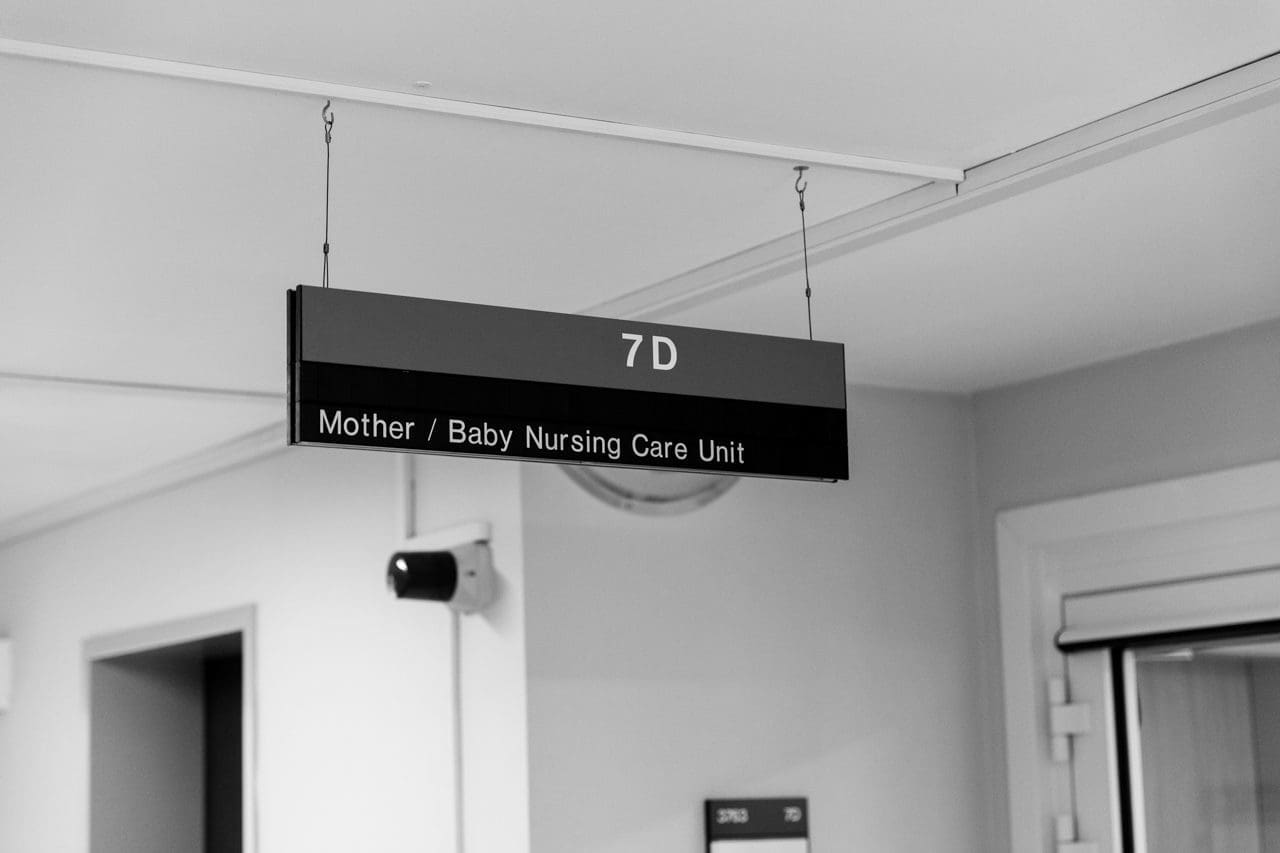 7D
Mother / Baby Nursing Care Unit
3763 7D